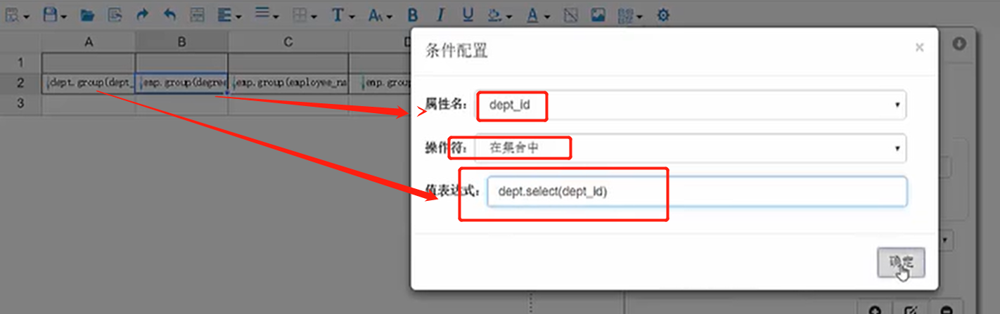 A B C D
条件配置 ×
1
2 dept.group(dept_ emp.group(degree emp.group(employee_na emp.group
3
属性名： dept_id
操作符： 在集合中
值表达式： dept.select(dept_id)
确定